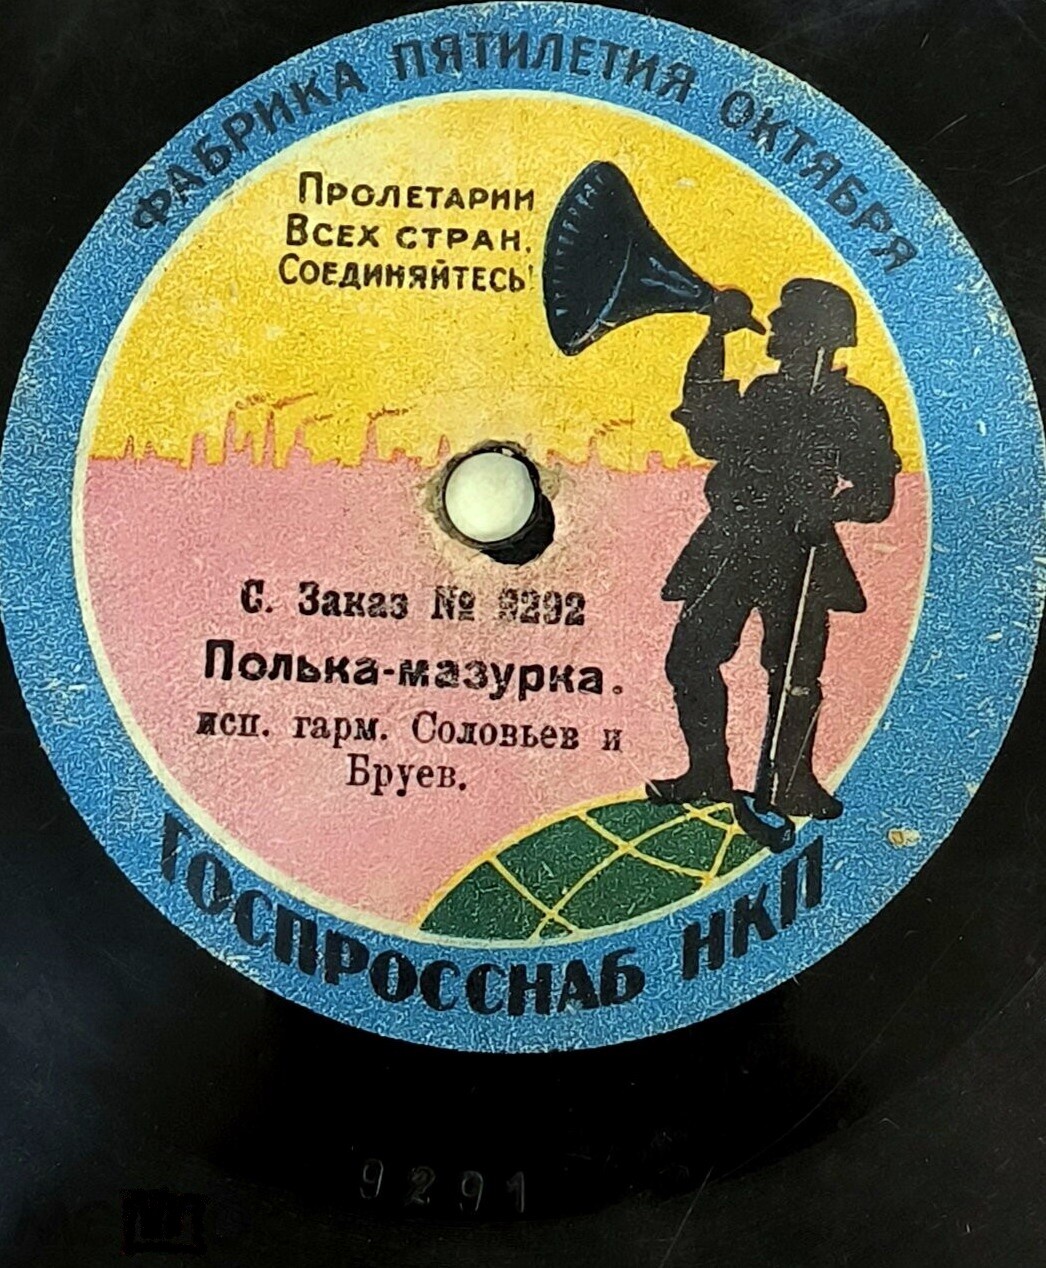 ФАБРИКА ПЯТИЛЕТИЯ ОКТЯБРЯ
ПРОЛЕТАРИИ
ВСЕХ СТРАН,
СОЕДИНЯЙТЕСЬ!
С. Заказ № 9292
Полька-мазурка.
исп. гарм. Соловьев и
Бруев.
ГОСПРОССНАБ НКП
9291